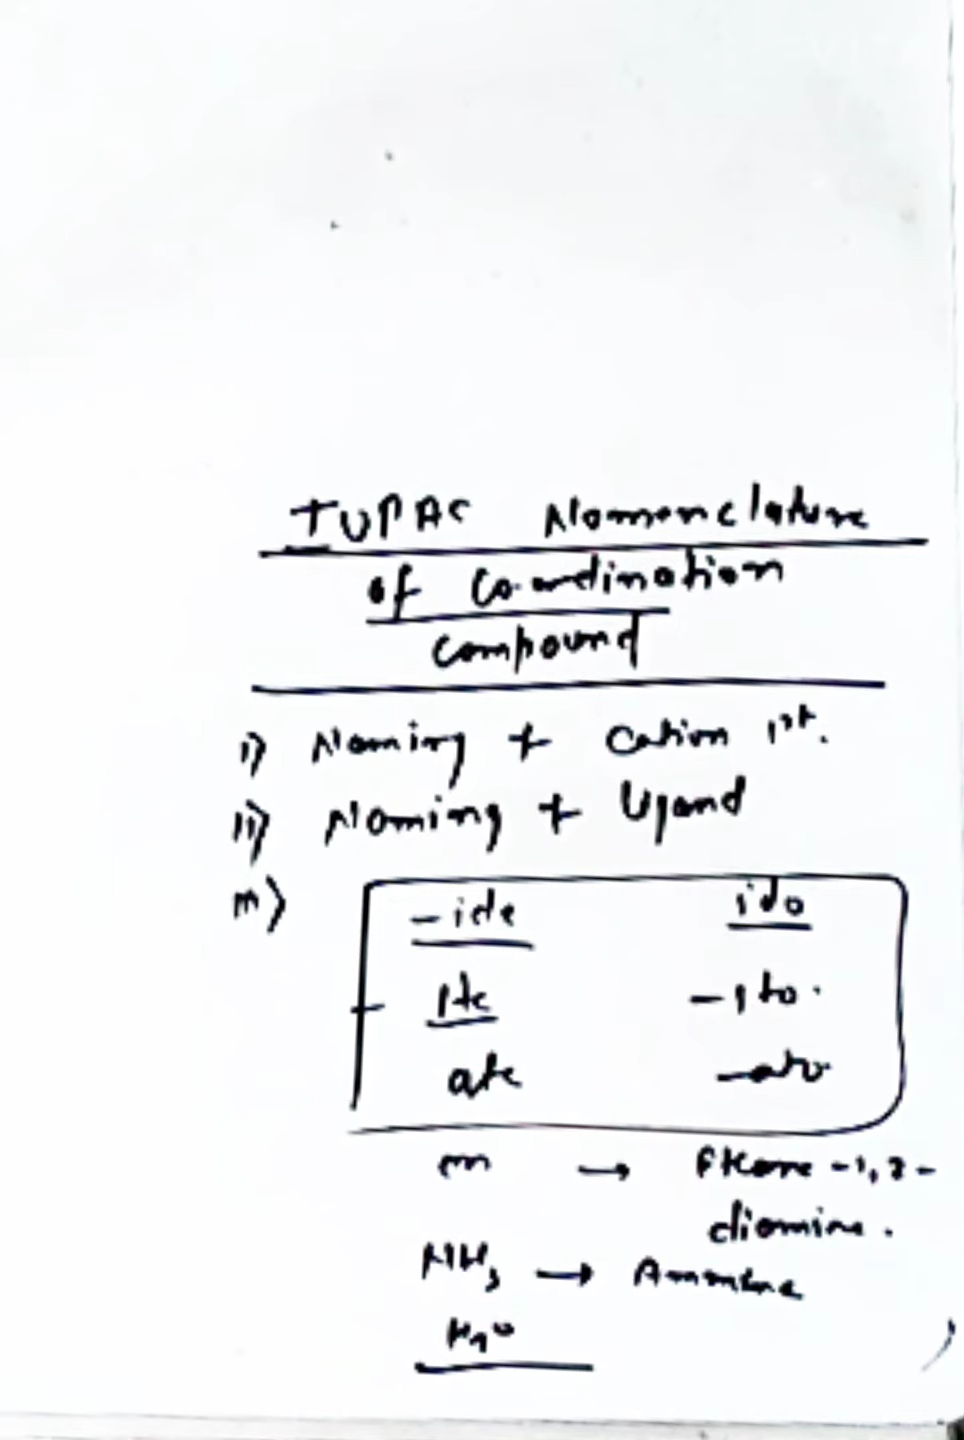 IUPAC Nomenclature
of Co-ordination
compound
i) Naming + Cation 1st.
ii) Naming + ligand
m) -ide ido
ite -ito.
ate -ato
en → Ethane-1,2-
diamine.
NH3 → Ammine
H2O